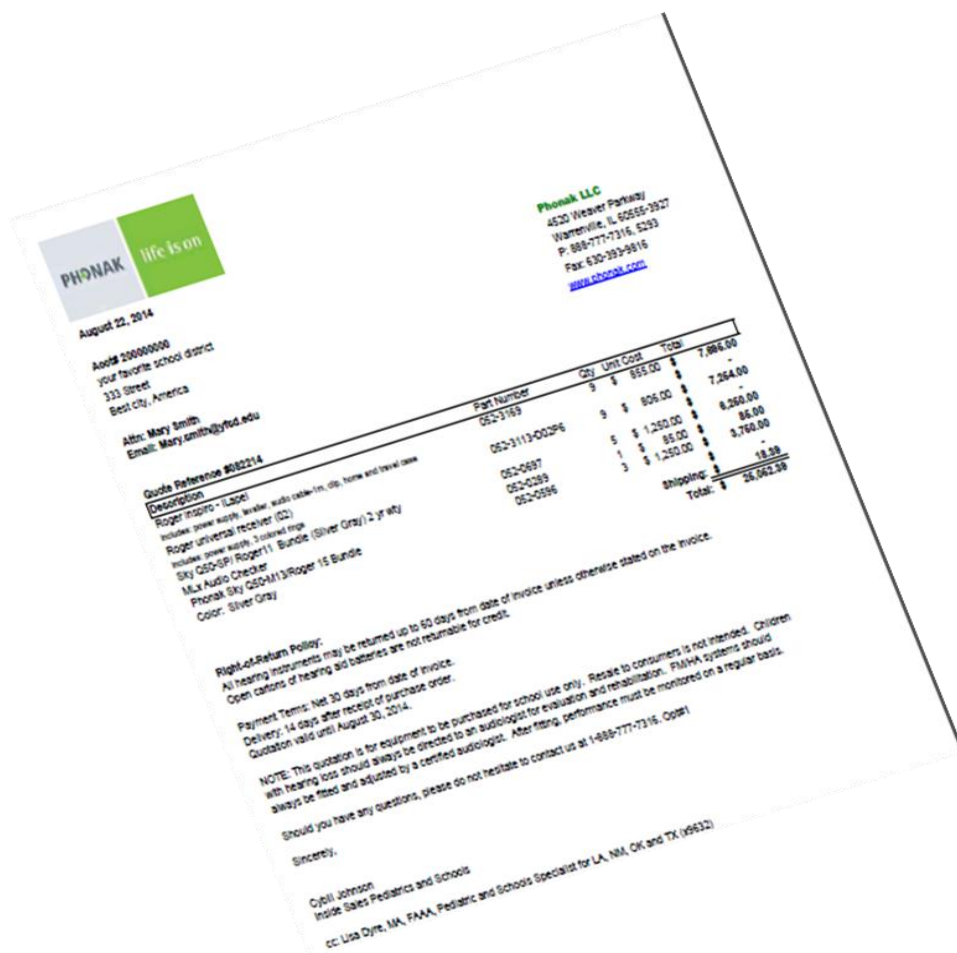 PHONAK life is on
Phonak LLC
4520 Weaver Parkway
Warrenville, IL 60555-3927
P: 888-777-7316, 5293
Fax: 630-393-9816
www.phonak.com
August 22, 2014
Acct# 200000000
your favorite school district
333 Street
Best city, America
Attn: Mary Smith
Email: Mary.smith@yfsd.edu
Quote Reference #082214
Description Part Number Qty Unit Cost Total
Roger inspiro - iLapel 052-3169 9 $ 855.00 $ 7,695.00
Includes: power supply, lavalier, audio cable-1m, clip, home and travel case $ -
Roger universal receiver (02) 052-3113-D02P6 9 $ 806.00 $ 7,254.00
Includes: power supply, 3 colored rings -
Sky Q50-SP/ Roger11 Bundle (Silver Gray) 2 yr wty 052-0697 5 $ 1,250.00 $ 6,250.00
MLx Audio Checker 052-0289 1 $ 85.00 $ 85.00
Phonak Sky Q50-M13/Roger 15 Bundle 052-0596 3 $ 1,250.00 $ 3,750.00
Color: Silver Gray $ -
Shipping: $ 18.39
Total: $ 25,052.39
Right-of-Return Policy:
All hearing instruments may be returned up to 60 days from date of invoice unless otherwise stated on the invoice.
Open cartons of hearing aid batteries are not returnable for credit.
Payment Terms: Net 30 days from date of invoice.
Delivery: 14 days after receipt of purchase order.
Quotation valid until August 30, 2014.
NOTE: This quotation is for equipment to be purchased for school use only. Resale to consumers is not intended. Children
with hearing loss should always be directed to an audiologist for evaluation and rehabilitation. FM/HA systems should
always be fitted and adjusted by a certified audiologist. After fitting, performance must be monitored on a regular basis.
Should you have any questions, please do not hesitate to contact us at 1-888-777-7316, Opt#1
Sincerely,
Cybill Johnson
Inside Sales Pediatrics and Schools
cc: Lisa Dyre, MA, FAAA, Pediatric and Schools Specialist for LA, NM, OK and TX (x9632)